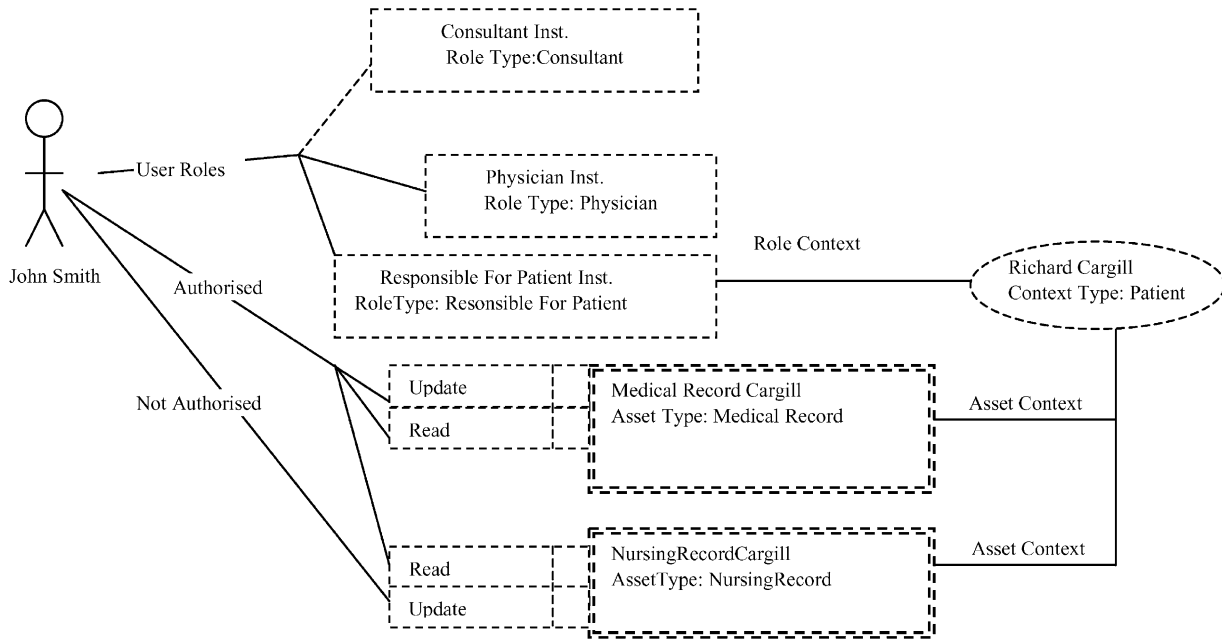 Consultant Inst.
Role Type:Consultant
User Roles
Physician Inst.
Role Type: Physician
John Smith
Authorised
Responsible For Patient Inst.
RoleType: Resonsible For Patient
Role Context
Richard Cargill
Context Type: Patient
Not Authorised
Update
Read
Medical Record Cargill
Asset Type: Medical Record
Asset Context
Read
Update
NursingRecordCargill
AssetType: NursingRecord
Asset Context